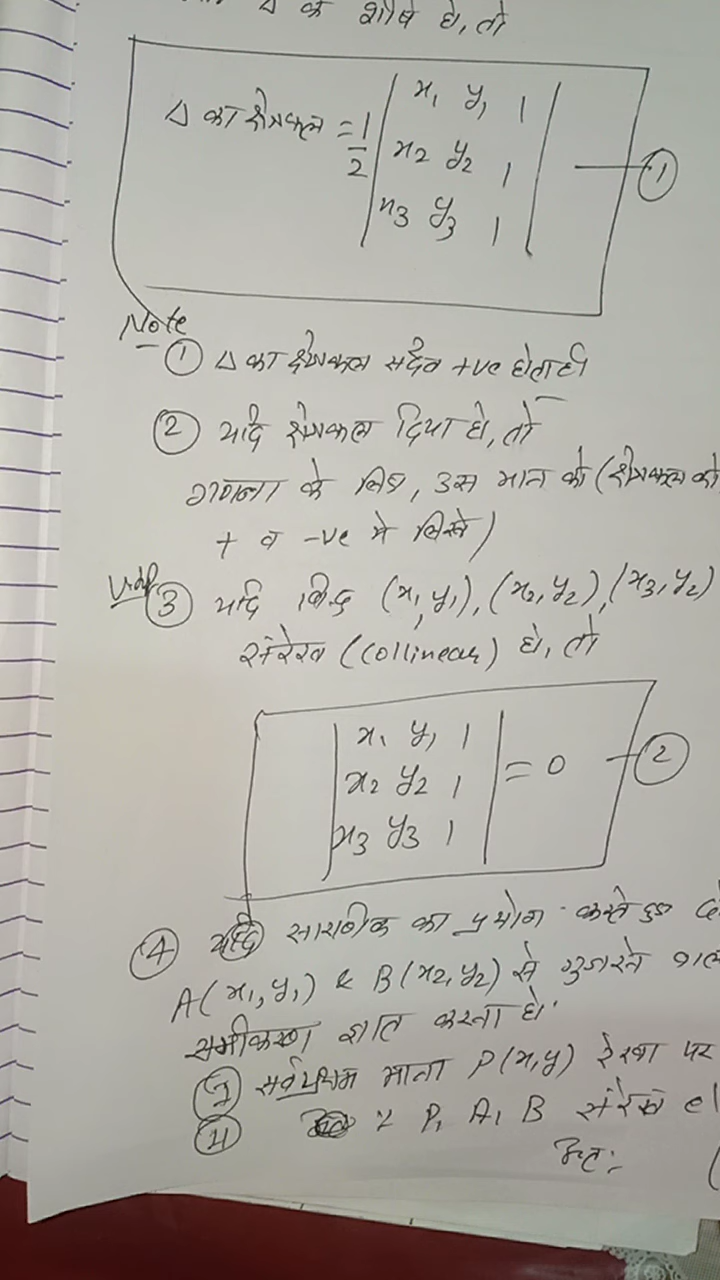 Δ के शीर्ष हो, तो
Δ का क्षेत्रफल = 1/2 | x₁ y₁ 1 |
| x₂ y₂ 1 | — ①
| x₃ y₃ 1 |
Note
① Δ का क्षेत्रफल सदैव +ve होता है।
② यदि क्षेत्रफल दिया हो, तो
गणना के लिए, उस मान को (क्षेत्रफल को
+ व -ve मे लिखे)
③ यदि बिन्दु (x₁, y₁), (x₂, y₂), (x₃, y₂)
संरेख (collinear) हो, तो
| x₁ y₁ 1 |
| x₂ y₂ 1 | = 0 — ②
| x₃ y₃ 1 |
④ यदि सारणिक का प्रयोग करते हुए
A(x₁, y₁) & B(x₂, y₂) से गुजरने
समीकरण ज्ञात करना हो।
सर्वप्रथम माना P(x, y) रेखा पर
∵ P, A, B संरेख
अतः (